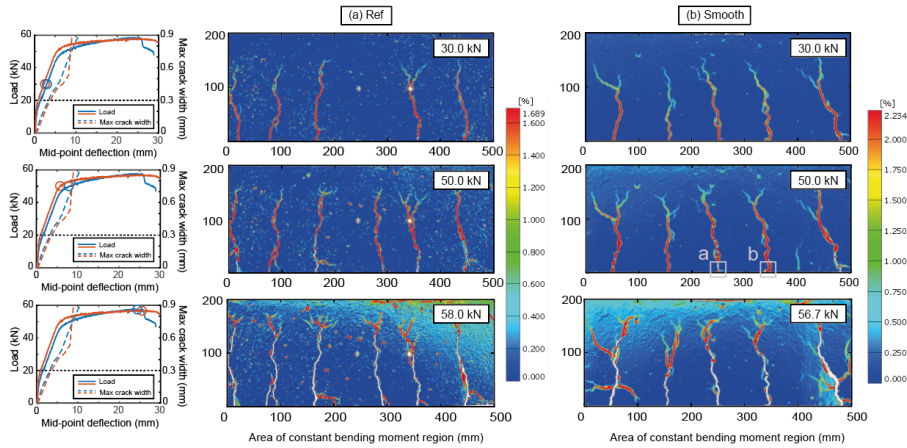 (a) Ref
(b) Smooth
60
40
20
0
Load (kN)
0.9
0.6
0.3
0
Max crack width (mm)
Load
Max crack width
0 5 10 15 20 25 30
Mid-point deflection (mm)
200
100
30.0 kN
0 100 200 300 400 500
200
100
30.0 kN
0 100 200 300 400 500
60
40
20
0
Load (kN)
0.9
0.6
0.3
0
Max crack width (mm)
Load
Max crack width
0 5 10 15 20 25 30
Mid-point deflection (mm)
200
100
50.0 kN
0 100 200 300 400 500
200
100
50.0 kN
a
b
0 100 200 300 400 500
60
40
20
0
Load (kN)
0.9
0.6
0.3
0
Max crack width (mm)
Load
Max crack width
0 5 10 15 20 25 30
Mid-point deflection (mm)
200
100
58.0 kN
0 100 200 300 400 500
Area of constant bending moment region (mm)
200
100
56.7 kN
0 100 200 300 400 500
Area of constant bending moment region (mm)
[%]
1.689
1.600
1.400
1.200
1.000
0.800
0.600
0.400
0.200
0.000
[%]
2.234
2.000
1.750
1.500
1.250
1.000
0.750
0.500
0.250
0.000